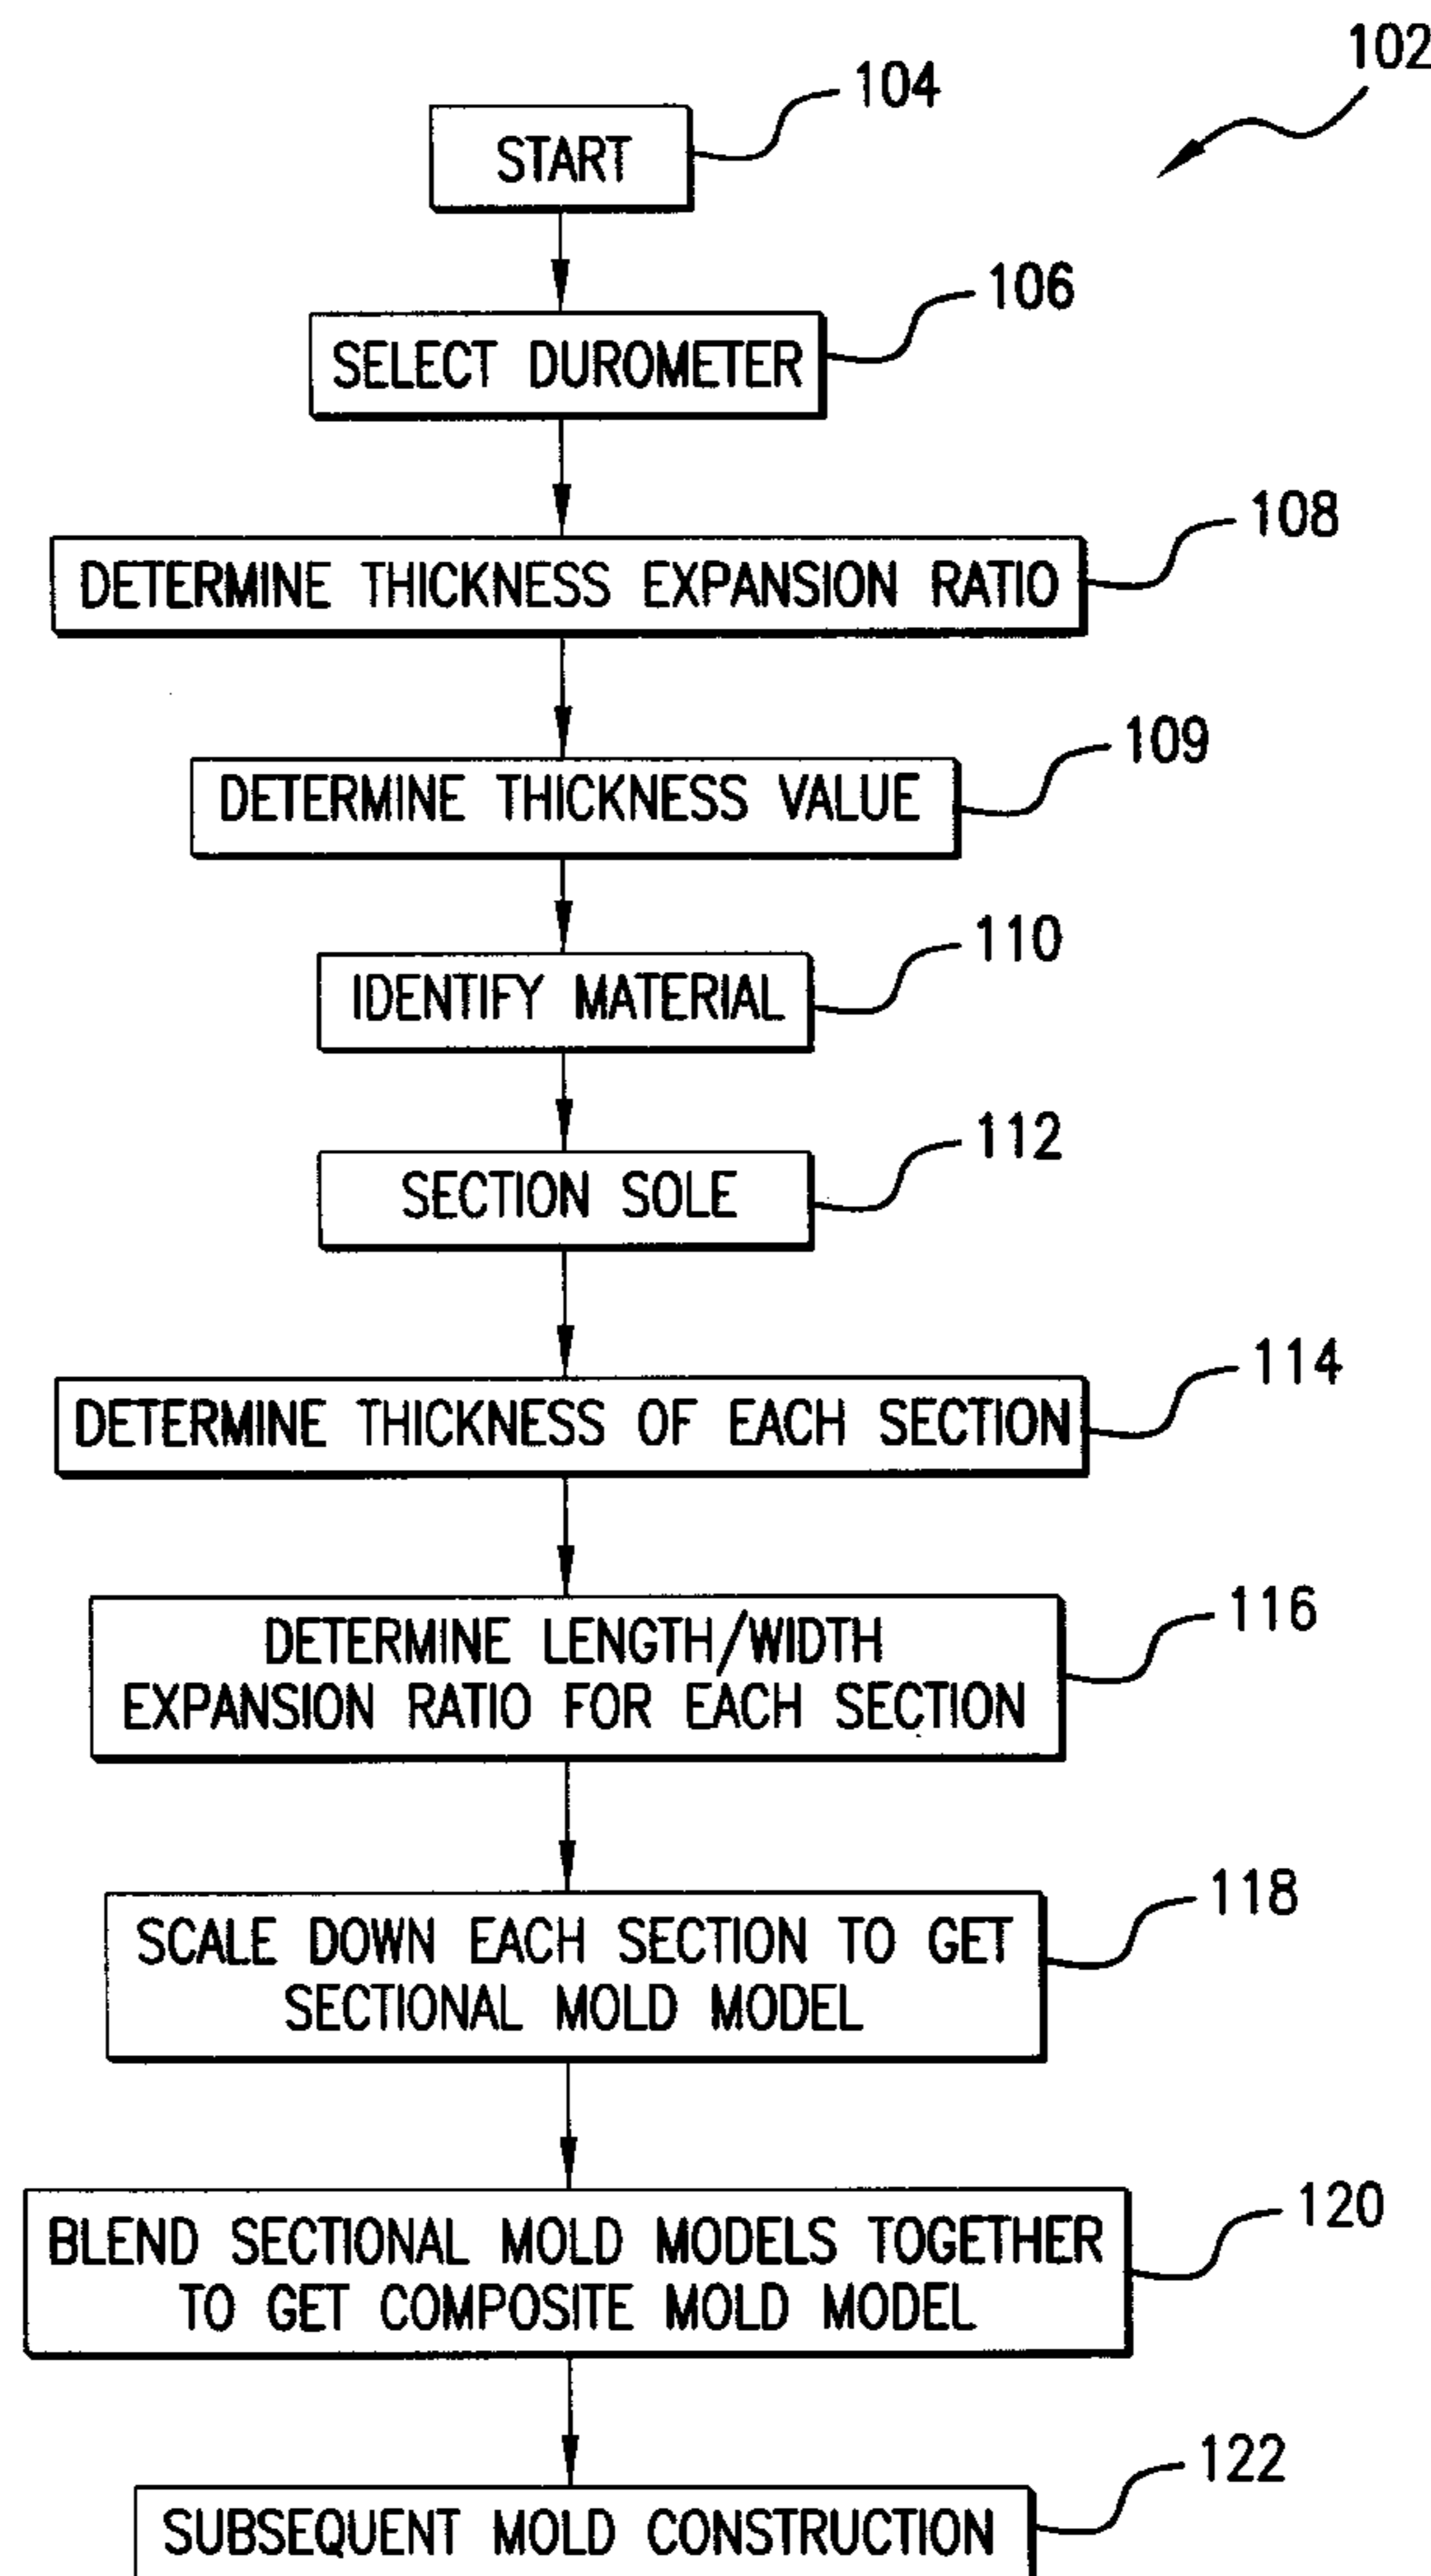 102
104
START
106
SELECT DUROMETER
108
DETERMINE THICKNESS EXPANSION RATIO
109
DETERMINE THICKNESS VALUE
110
IDENTIFY MATERIAL
112
SECTION SOLE
114
DETERMINE THICKNESS OF EACH SECTION
116
DETERMINE LENGTH/WIDTH
EXPANSION RATIO FOR EACH SECTION
118
SCALE DOWN EACH SECTION TO GET
SECTIONAL MOLD MODEL
120
BLEND SECTIONAL MOLD MODELS TOGETHER
TO GET COMPOSITE MOLD MODEL
122
SUBSEQUENT MOLD CONSTRUCTION